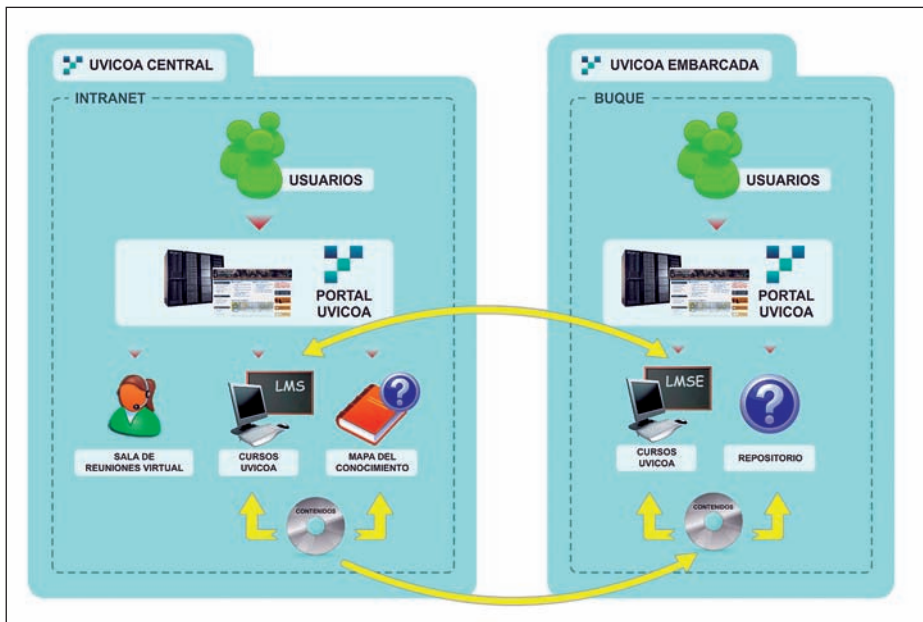 UVICOA CENTRAL
INTRANET
USUARIOS
PORTAL
UVICOA
LMS
SALA DE
REUNIONES VIRTUAL
CURSOS
UVICOA
MAPA DEL
CONOCIMIENTO
CONTENIDOS
UVICOA EMBARCADA
BUQUE
USUARIOS
PORTAL
UVICOA
LMSE
CURSOS
UVICOA
REPOSITORIO
CONTENIDOS